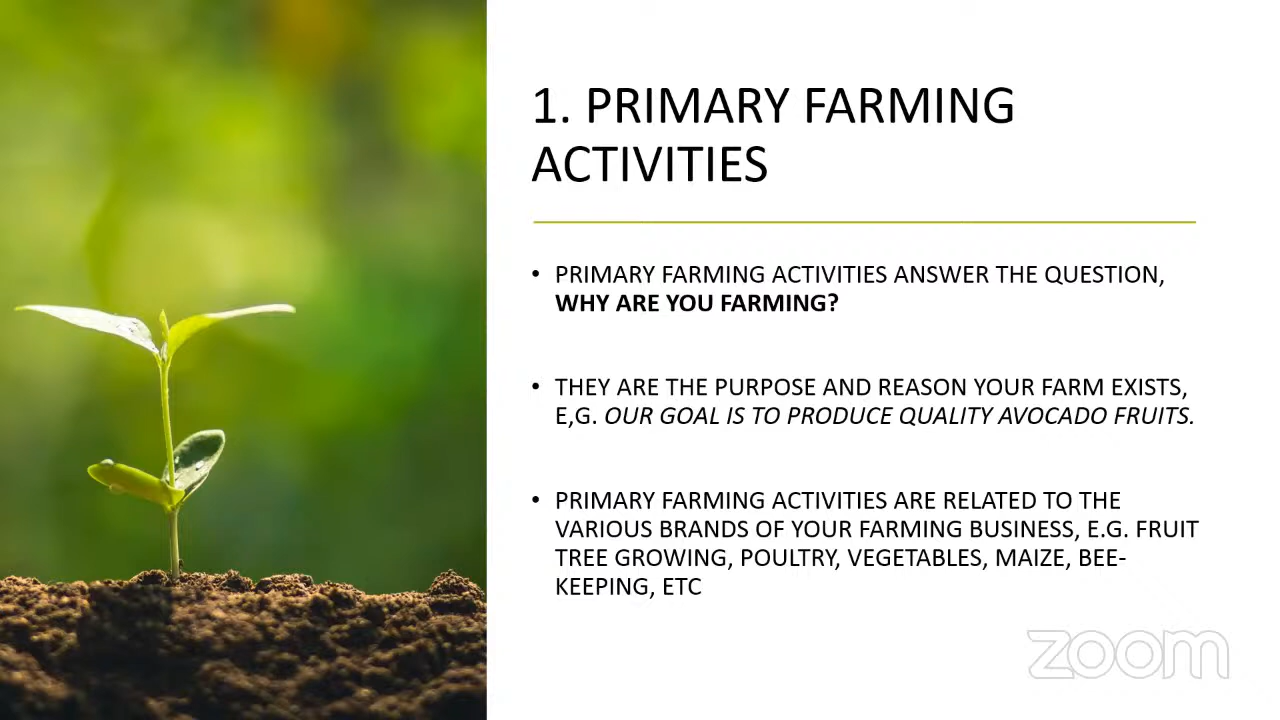 1. PRIMARY FARMING
ACTIVITIES
• PRIMARY FARMING ACTIVITIES ANSWER THE QUESTION,
WHY ARE YOU FARMING?
• THEY ARE THE PURPOSE AND REASON YOUR FARM EXISTS,
E,G. OUR GOAL IS TO PRODUCE QUALITY AVOCADO FRUITS.
• PRIMARY FARMING ACTIVITIES ARE RELATED TO THE
VARIOUS BRANDS OF YOUR FARMING BUSINESS, E.G. FRUIT
TREE GROWING, POULTRY, VEGETABLES, MAIZE, BEE-
KEEPING, ETC
zoom